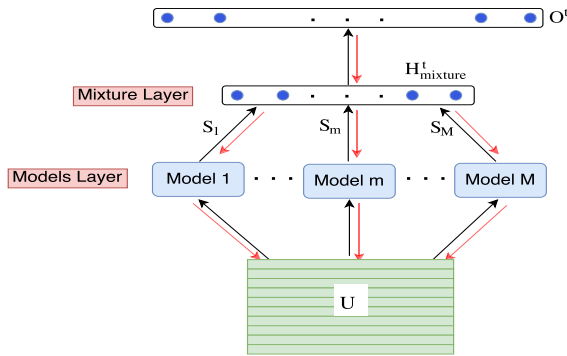 O^t
H^t_mixture
Mixture Layer
S_1
S_m
S_M
Models Layer
Model 1
Model m
Model M
U